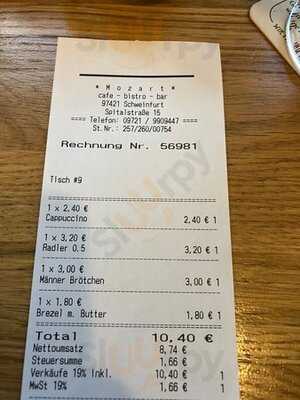 * M o z a r t *
cafe - bistro - bar
97421 Schweinfurt
Spitalstraße 15
==== Telefon: 09721 / 9909447 ====
St.Nr.: 257/260/00754
Rechnung Nr. 56981
Tisch #9
1 x 2,40 €
Cappuccino 2,40 € 1
1 x 3,20 €
Radler 0.5 3,20 € 1
1 x 3,00 €
Männer Brötchen 3,00 € 1
1 x 1,80 €
Brezel m. Butter 1,80 € 1
Total 10,40 €
Nettoumsatz 8,74 €
Steuersumme 1,66 €
Verkäufe 19% inkl. 10,40 € 1
MwSt 19% 1,66 € 1
sluurpy